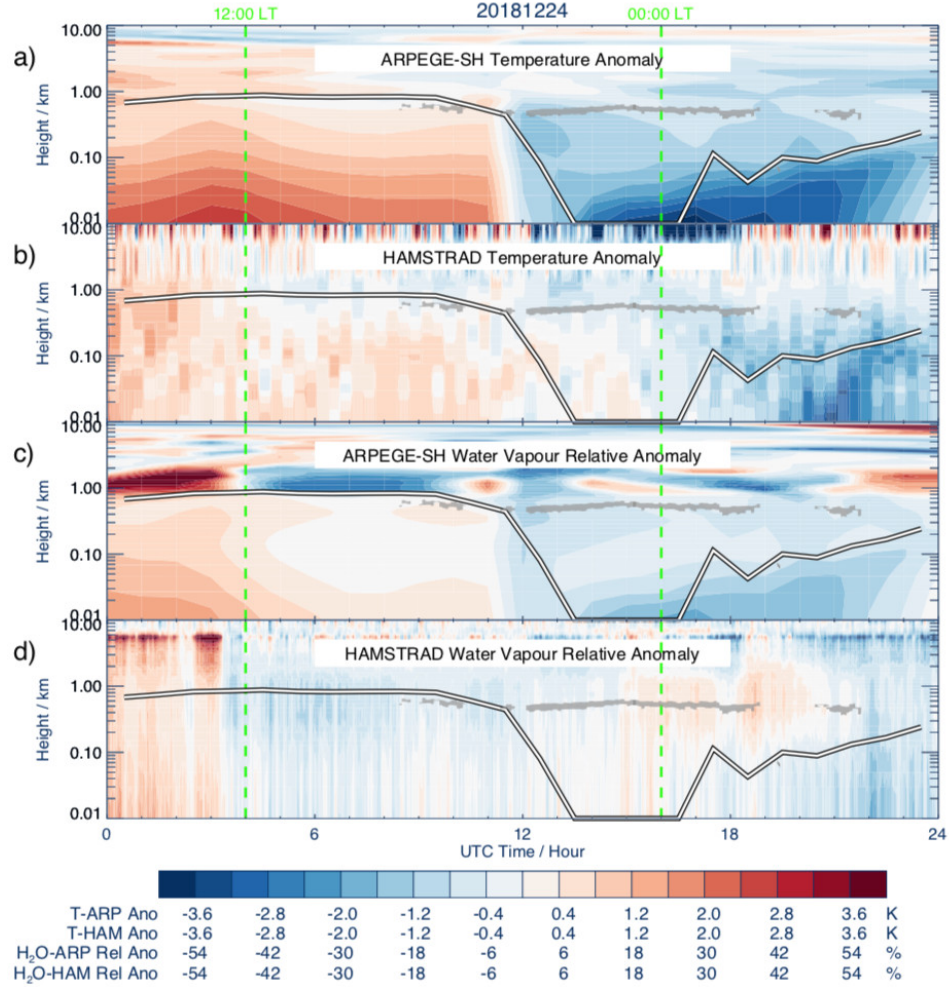 12:00 LT 20181224 00:00 LT
a)
ARPEGE-SH Temperature Anomaly
10.00
1.00
0.10
0.01
Height / km
b)
HAMSTRAD Temperature Anomaly
10.00
1.00
0.10
0.01
Height / km
c)
ARPEGE-SH Water Vapour Relative Anomaly
10.00
1.00
0.10
0.01
Height / km
d)
HAMSTRAD Water Vapour Relative Anomaly
10.00
1.00
0.10
0.01
Height / km
0 6 12 18 24
UTC Time / Hour
T-ARP Ano -3.6 -2.8 -2.0 -1.2 -0.4 0.4 1.2 2.0 2.8 3.6 K
T-HAM Ano -3.6 -2.8 -2.0 -1.2 -0.4 0.4 1.2 2.0 2.8 3.6 K
H₂O-ARP Rel Ano -54 -42 -30 -18 -6 6 18 30 42 54 %
H₂O-HAM Rel Ano -54 -42 -30 -18 -6 6 18 30 42 54 %